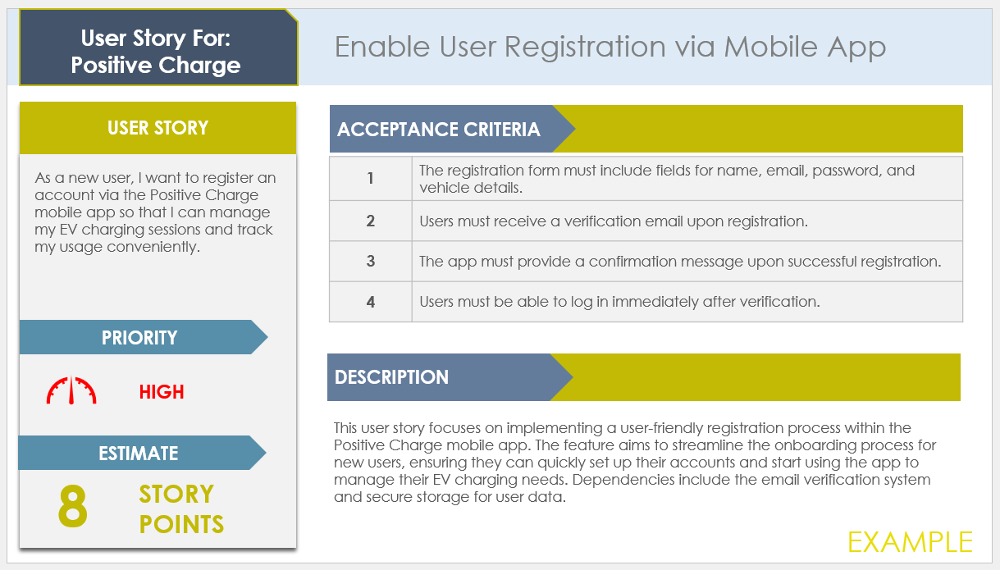 User Story For:
Positive Charge
Enable User Registration via Mobile App
USER STORY
As a new user, I want to register an
account via the Positive Charge
mobile app so that I can manage
my EV charging sessions and track
my usage conveniently.
PRIORITY
HIGH
ESTIMATE
8
STORY
POINTS
ACCEPTANCE CRITERIA
1
The registration form must include fields for name, email, password, and
vehicle details.
2
Users must receive a verification email upon registration.
3
The app must provide a confirmation message upon successful registration.
4
Users must be able to log in immediately after verification.
DESCRIPTION
This user story focuses on implementing a user-friendly registration process within the
Positive Charge mobile app. The feature aims to streamline the onboarding process for
new users, ensuring they can quickly set up their accounts and start using the app to
manage their EV charging needs. Dependencies include the email verification system
and secure storage for user data.
EXAMPLE